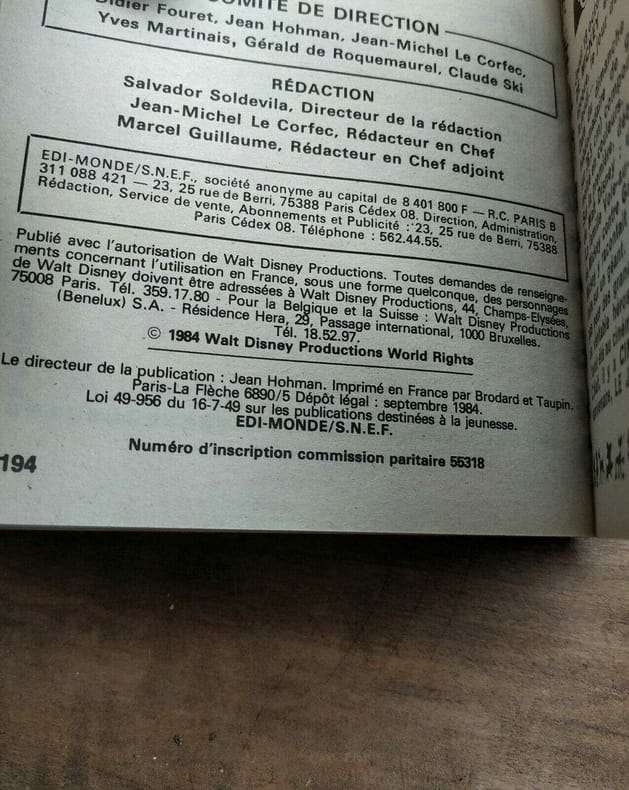 COMITÉ DE DIRECTION
Didier Fouret, Jean Hohman, Jean-Michel Le Corfec,
Yves Martinais, Gérald de Roquemaurel, Claude Ski
RÉDACTION
Salvador Soldevila, Directeur de la rédaction
Jean-Michel Le Corfec, Rédacteur en Chef
Marcel Guillaume, Rédacteur en Chef adjoint
EDI-MONDE/S.N.E.F., société anonyme au capital de 8 401 800 F — R.C. PARIS B
311 088 421 — 23, 25 rue de Berri, 75388 Paris Cédex 08. Direction, Administration,
Rédaction, Service de vente, Abonnements et Publicité : 23, 25 rue de Berri, 75388
Paris Cédex 08. Téléphone : 562.44.55.
Publié avec l'autorisation de Walt Disney Productions. Toutes demandes de renseigne-
ments concernant l'utilisation en France, sous une forme quelconque, des personnages
de Walt Disney doivent être adressées à Walt Disney Productions, 44, Champs-Elysées,
75008 Paris. Tél. 359.17.80 - Pour la Belgique et la Suisse : Walt Disney Productions
(Benelux) S.A. - Résidence Hera, 29, Passage international, 1000 Bruxelles.
Tél. 18.52.97.
© 1984 Walt Disney Productions World Rights
Le directeur de la publication : Jean Hohman. Imprimé en France par Brodard et Taupin.
Paris-La Flèche 6890/5 Dépôt légal : septembre 1984.
Loi 49-956 du 16-7-49 sur les publications destinées à la jeunesse.
EDI-MONDE/S.N.E.F.
Numéro d'inscription commission paritaire 55318
194